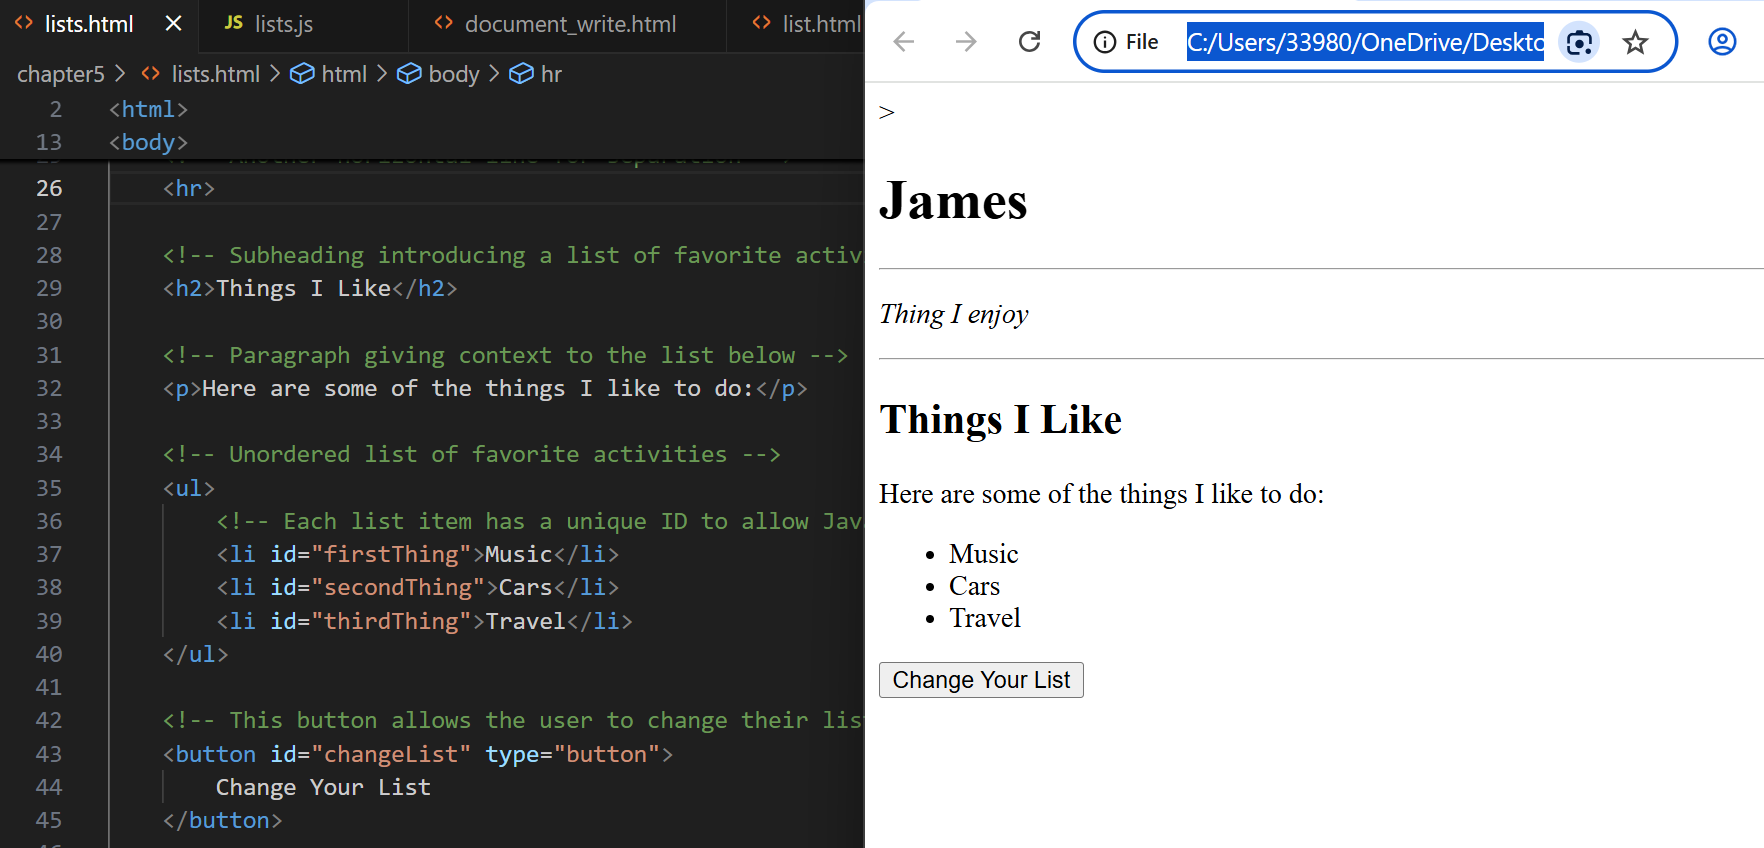 lists.html
JS lists.js
document_write.html
list.html
chapter5 > lists.html > html > body > hr
2 <html>
13 <body>
26 <hr>
27
28 <!-- Subheading introducing a list of favorite activ
29 <h2>Things I Like</h2>
30
31 <!-- Paragraph giving context to the list below -->
32 <p>Here are some of the things I like to do:</p>
33
34 <!-- Unordered list of favorite activities -->
35 <ul>
36 <!-- Each list item has a unique ID to allow Jav
37 <li id="firstThing">Music</li>
38 <li id="secondThing">Cars</li>
39 <li id="thirdThing">Travel</li>
40 </ul>
41
42 <!-- This button allows the user to change their lis
43 <button id="changeList" type="button">
44 Change Your List
45 </button>
File C:/Users/33980/OneDrive/Deskto
>
James
Thing I enjoy
Things I Like
Here are some of the things I like to do:
• Music
• Cars
• Travel
Change Your List